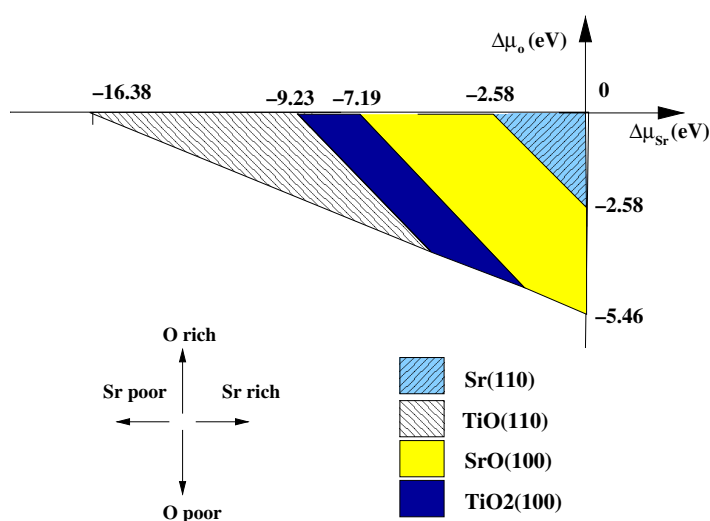 Δμₒ (eV)
−16.38 −9.23 −7.19 −2.58 0
Δμ_Sr (eV)
−2.58
−5.46
O rich
Sr poor Sr rich
O poor
Sr(110)
TiO(110)
SrO(100)
TiO2(100)